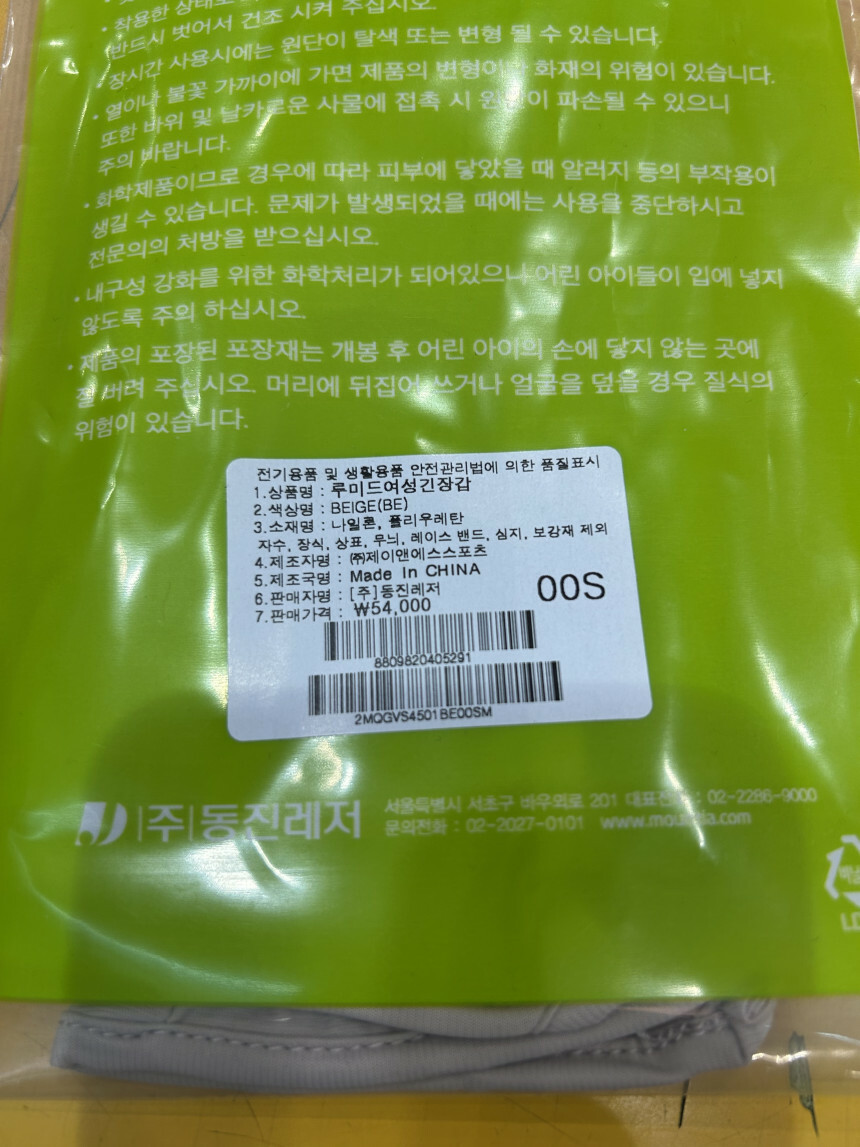 · 착용한 상태로
반드시 벗어서 건조 시켜 주십시오.
· 장시간 사용시에는 원단이 탈색 또는 변형 될 수 있습니다.
· 열이나 불꽃 가까이에 가면 제품의 변형이나 화재의 위험이 있습니다.
또한 바위 및 날카로운 사물에 접촉 시 원단이 파손될 수 있으니
주의 바랍니다.
· 화학제품이므로 경우에 따라 피부에 닿았을 때 알러지 등의 부작용이
생길 수 있습니다. 문제가 발생되었을 때에는 사용을 중단하시고
전문의의 처방을 받으십시오.
· 내구성 강화를 위한 화학처리가 되어있으나 어린 아이들이 입에 넣지
않도록 주의 하십시오.
· 제품의 포장된 포장재는 개봉 후 어린 아이의 손에 닿지 않는 곳에
잘 버려 주십시오. 머리에 뒤집어 쓰거나 얼굴을 덮을 경우 질식의
위험이 있습니다.
전기용품 및 생활용품 안전관리법에 의한 품질표시
1.상품명 : 루미드여성긴장갑
2.색상명 : BEIGE(BE)
3.소재명 : 나일론, 폴리우레탄
자수, 장식, 상표, 무늬, 레이스 밴드, 심지, 보강재 제외
4.제조자명 : ㈜제이앤에스스포츠
5.제조국명 : Made In CHINA
6.판매자명 : [주]동진레저
7.판매가격 : ₩54,000
00S
8809820405291
2MQGVS4501BE00SM
|주|동진레저
서울특별시 서초구 바우뫼로 201 대표전화 : 02-2286-9000
문의전화 : 02-2027-0101